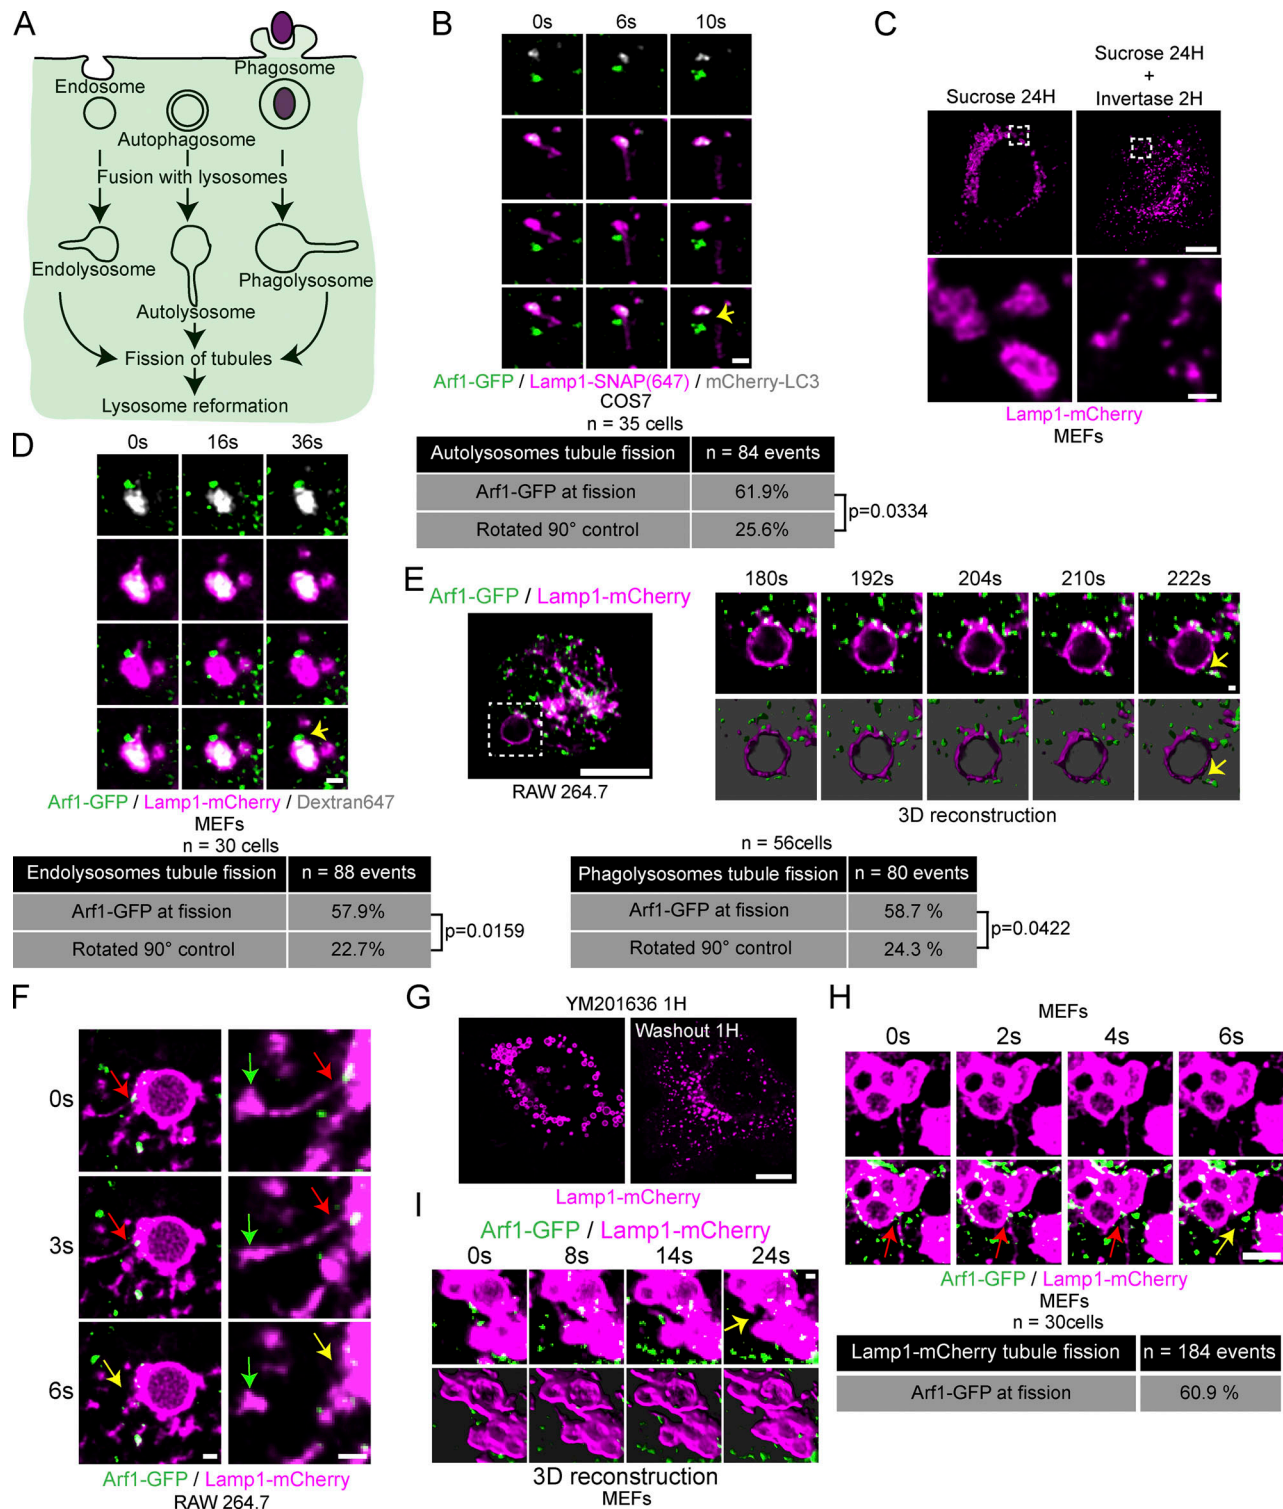 A
Phagosome
Endosome
Autophagosome
Fusion with lysosomes
Endolysosome
Phagolysosome
Autolysosome
Fission of tubules
Lysosome reformation
B
0s 6s 10s
Arf1-GFP / Lamp1-SNAP(647) / mCherry-LC3
COS7
n = 35 cells
Autolysosomes tubule fission n = 84 events
Arf1-GFP at fission 61.9%
Rotated 90° control 25.6%
p=0.0334
C
Sucrose 24H
Sucrose 24H
+
Invertase 2H
Lamp1-mCherry
MEFs
D
0s 16s 36s
Arf1-GFP / Lamp1-mCherry / Dextran647
MEFs
n = 30 cells
Endolysosomes tubule fission n = 88 events
Arf1-GFP at fission 57.9%
Rotated 90° control 22.7%
p=0.0159
E
Arf1-GFP / Lamp1-mCherry
RAW 264.7
180s 192s 204s 210s 222s
3D reconstruction
n = 56cells
Phagolysosomes tubule fission n = 80 events
Arf1-GFP at fission 58.7 %
Rotated 90° control 24.3 %
p=0.0422
F
0s
3s
6s
Arf1-GFP / Lamp1-mCherry
RAW 264.7
G
YM201636 1H
Washout 1H
Lamp1-mCherry
H
MEFs
0s 2s 4s 6s
Arf1-GFP / Lamp1-mCherry
MEFs
n = 30cells
Lamp1-mCherry tubule fission n = 184 events
Arf1-GFP at fission 60.9 %
I
Arf1-GFP / Lamp1-mCherry
0s 8s 14s 24s
3D reconstruction
MEFs